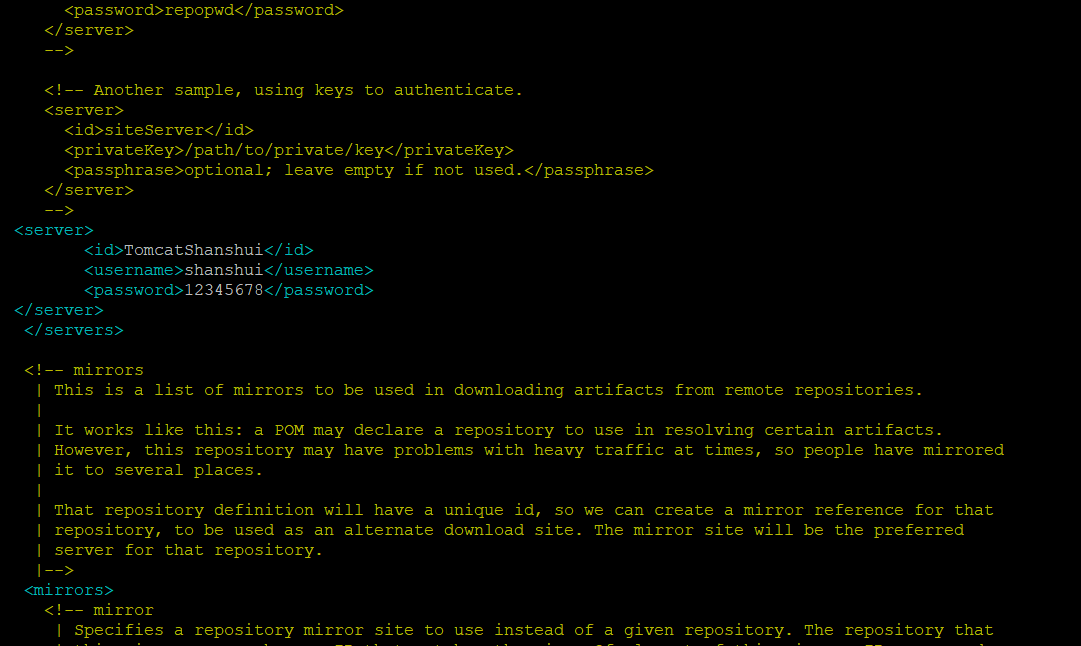 <password>repopwd</password>
</server>
-->
<!-- Another sample, using keys to authenticate.
<server>
<id>siteServer</id>
<privateKey>/path/to/private/key</privateKey>
<passphrase>optional; leave empty if not used.</passphrase>
</server>
-->
<server>
<id>TomcatShanshui</id>
<username>shanshui</username>
<password>12345678</password>
</server>
</servers>
<!-- mirrors
| This is a list of mirrors to be used in downloading artifacts from remote repositories.
|
| It works like this: a POM may declare a repository to use in resolving certain artifacts.
| However, this repository may have problems with heavy traffic at times, so people have mirrored
| it to several places.
|
| That repository definition will have a unique id, so we can create a mirror reference for that
| repository, to be used as an alternate download site. The mirror site will be the preferred
| server for that repository.
|-->
<mirrors>
<!-- mirror
| Specifies a repository mirror site to use instead of a given repository. The repository that